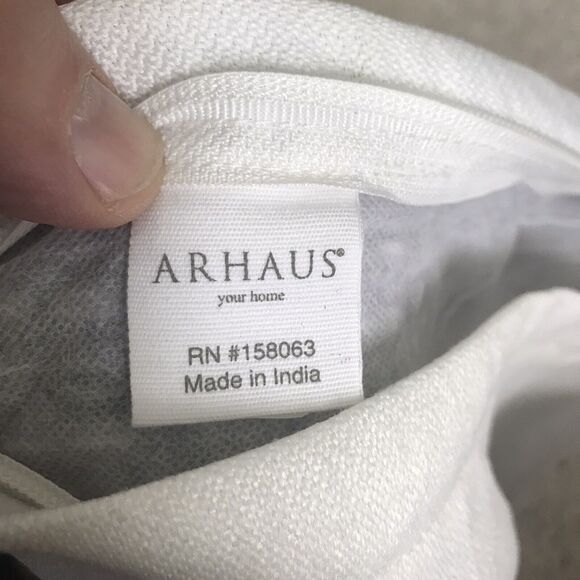 ARHAUS®
your home
RN #158063
Made in India